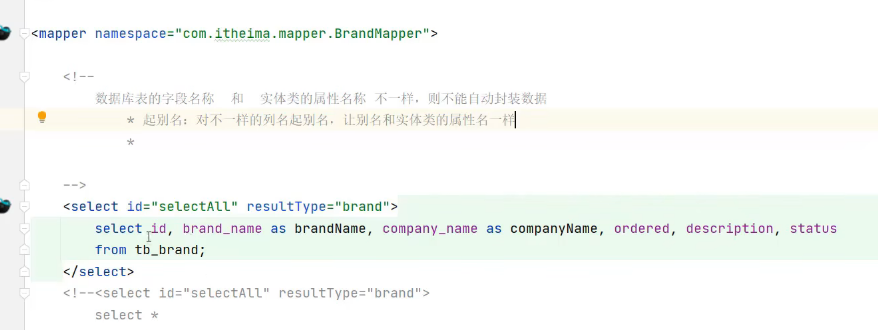 <mapper namespace="com.itheima.mapper.BrandMapper">
<!--
数据库表的字段名称 和 实体类的属性名称 不一样，则不能自动封装数据
* 起别名：对不一样的列名起别名，让别名和实体类的属性名一样
*
-->
<select id="selectAll" resultType="brand">
select id, brand_name as brandName, company_name as companyName, ordered, description, status
from tb_brand;
</select>
<!--<select id="selectAll" resultType="brand">
select *